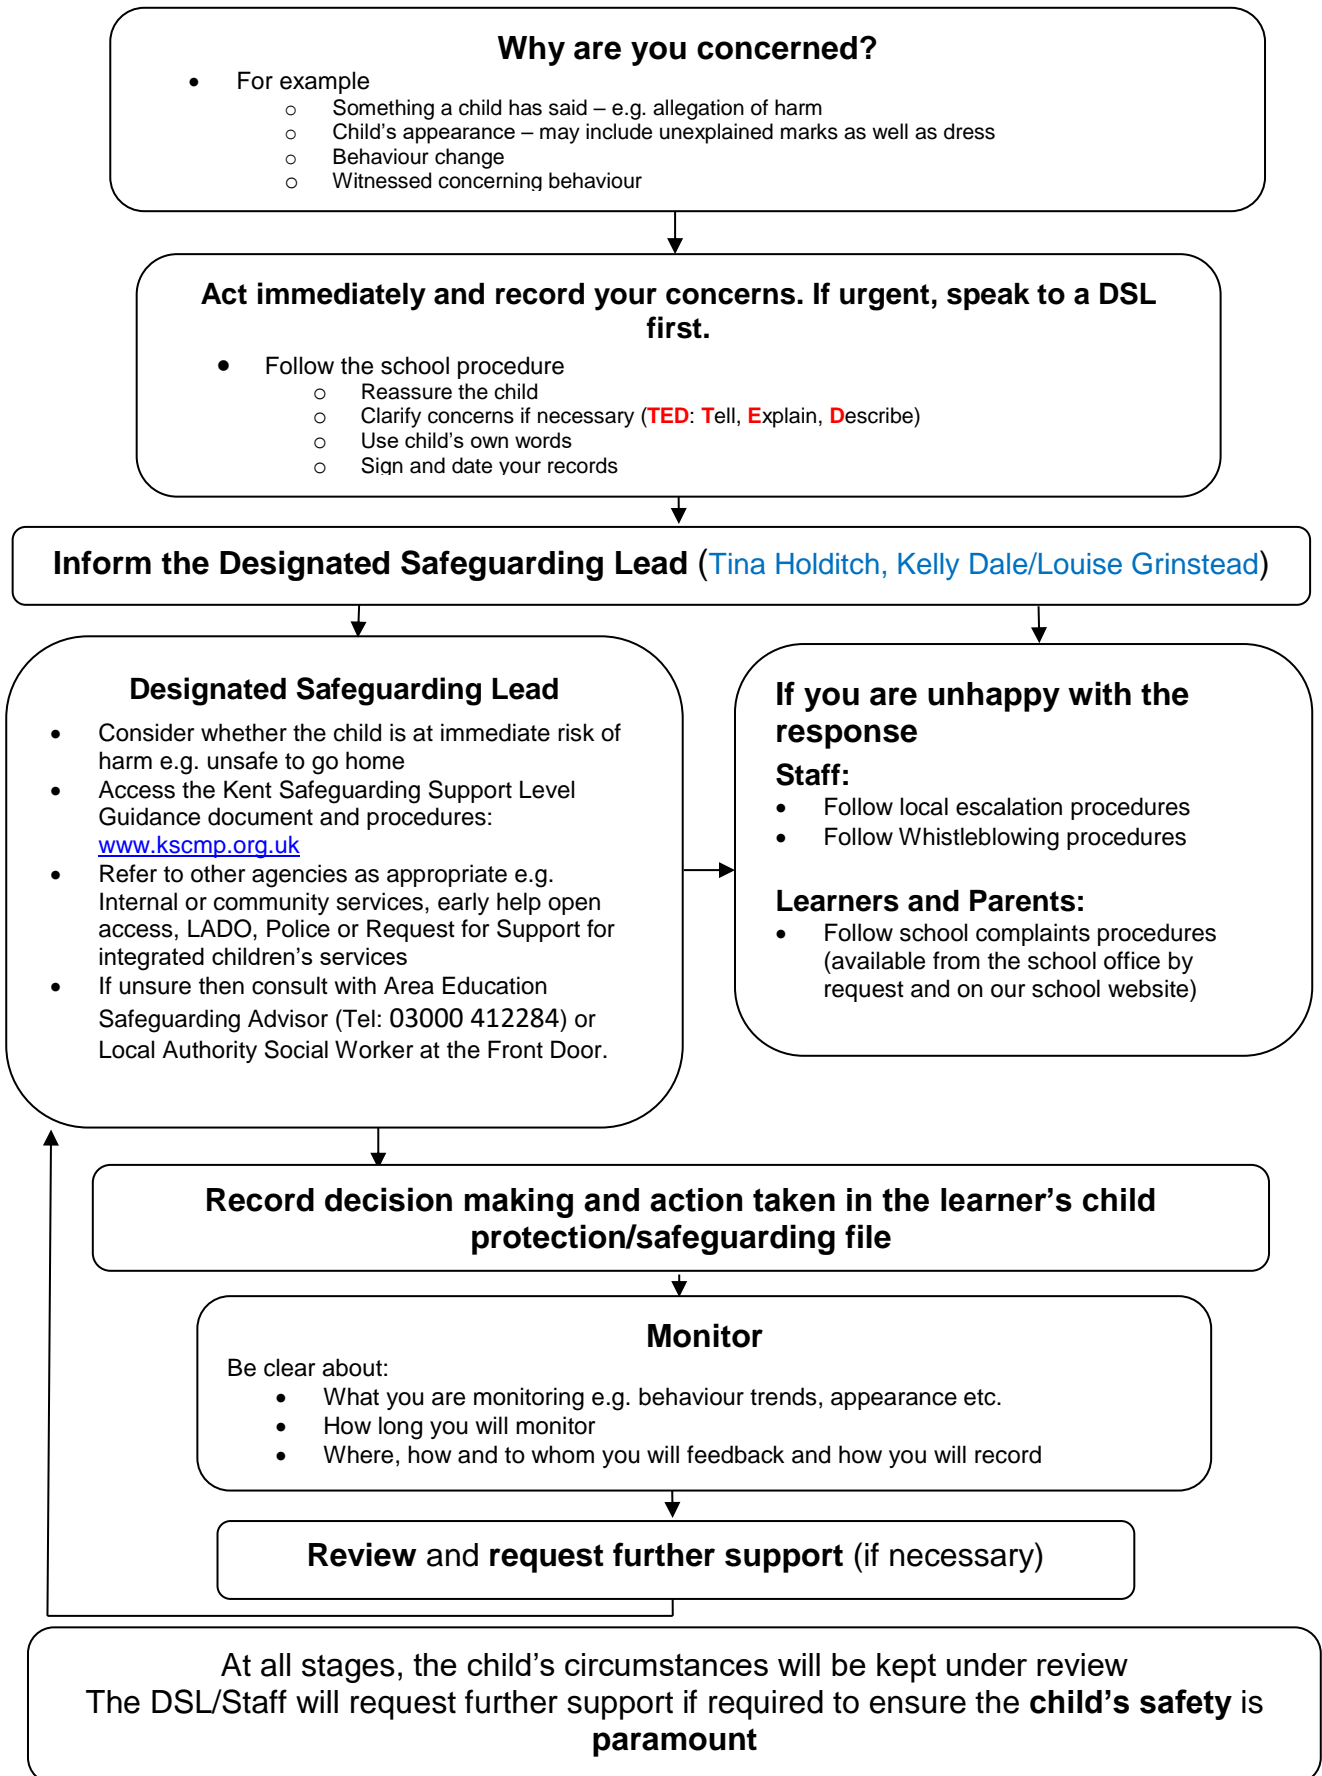 Why are you concerned?
• For example
o Something a child has said – e.g. allegation of harm
o Child's appearance – may include unexplained marks as well as dress
o Behaviour change
o Witnessed concerning behaviour
Act immediately and record your concerns. If urgent, speak to a DSL
first.
• Follow the school procedure
o Reassure the child
o Clarify concerns if necessary (TED: Tell, Explain, Describe)
o Use child's own words
o Sign and date your records
Inform the Designated Safeguarding Lead (Tina Holditch, Kelly Dale/Louise Grinstead)
Designated Safeguarding Lead
• Consider whether the child is at immediate risk of
harm e.g. unsafe to go home
• Access the Kent Safeguarding Support Level
Guidance document and procedures:
www.kscmp.org.uk
• Refer to other agencies as appropriate e.g.
Internal or community services, early help open
access, LADO, Police or Request for Support for
integrated children's services
• If unsure then consult with Area Education
Safeguarding Advisor (Tel: 03000 412284) or
Local Authority Social Worker at the Front Door.
If you are unhappy with the
response
Staff:
• Follow local escalation procedures
• Follow Whistleblowing procedures
Learners and Parents:
• Follow school complaints procedures
(available from the school office by
request and on our school website)
Record decision making and action taken in the learner's child
protection/safeguarding file
Monitor
Be clear about:
• What you are monitoring e.g. behaviour trends, appearance etc.
• How long you will monitor
• Where, how and to whom you will feedback and how you will record
Review and request further support (if necessary)
At all stages, the child's circumstances will be kept under review
The DSL/Staff will request further support if required to ensure the child's safety is
paramount